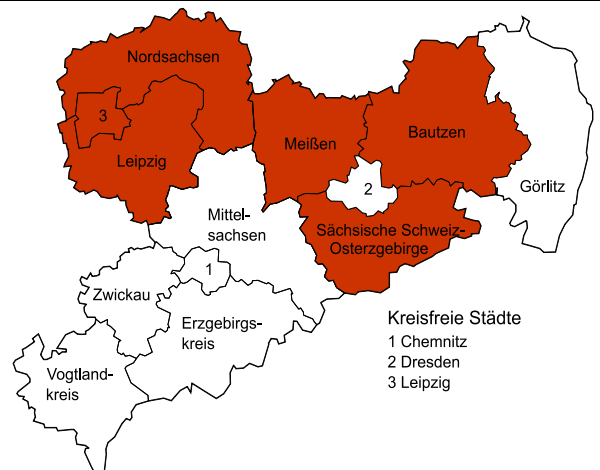 Nordsachsen
3
Leipzig
Meißen
Bautzen
2
Görlitz
Mittel-
sachsen
Sächsische Schweiz-
Osterzgebirge
1
Zwickau
Erzgebirgs-
kreis
Vogtland-
kreis
Kreisfreie Städte
1 Chemnitz
2 Dresden
3 Leipzig